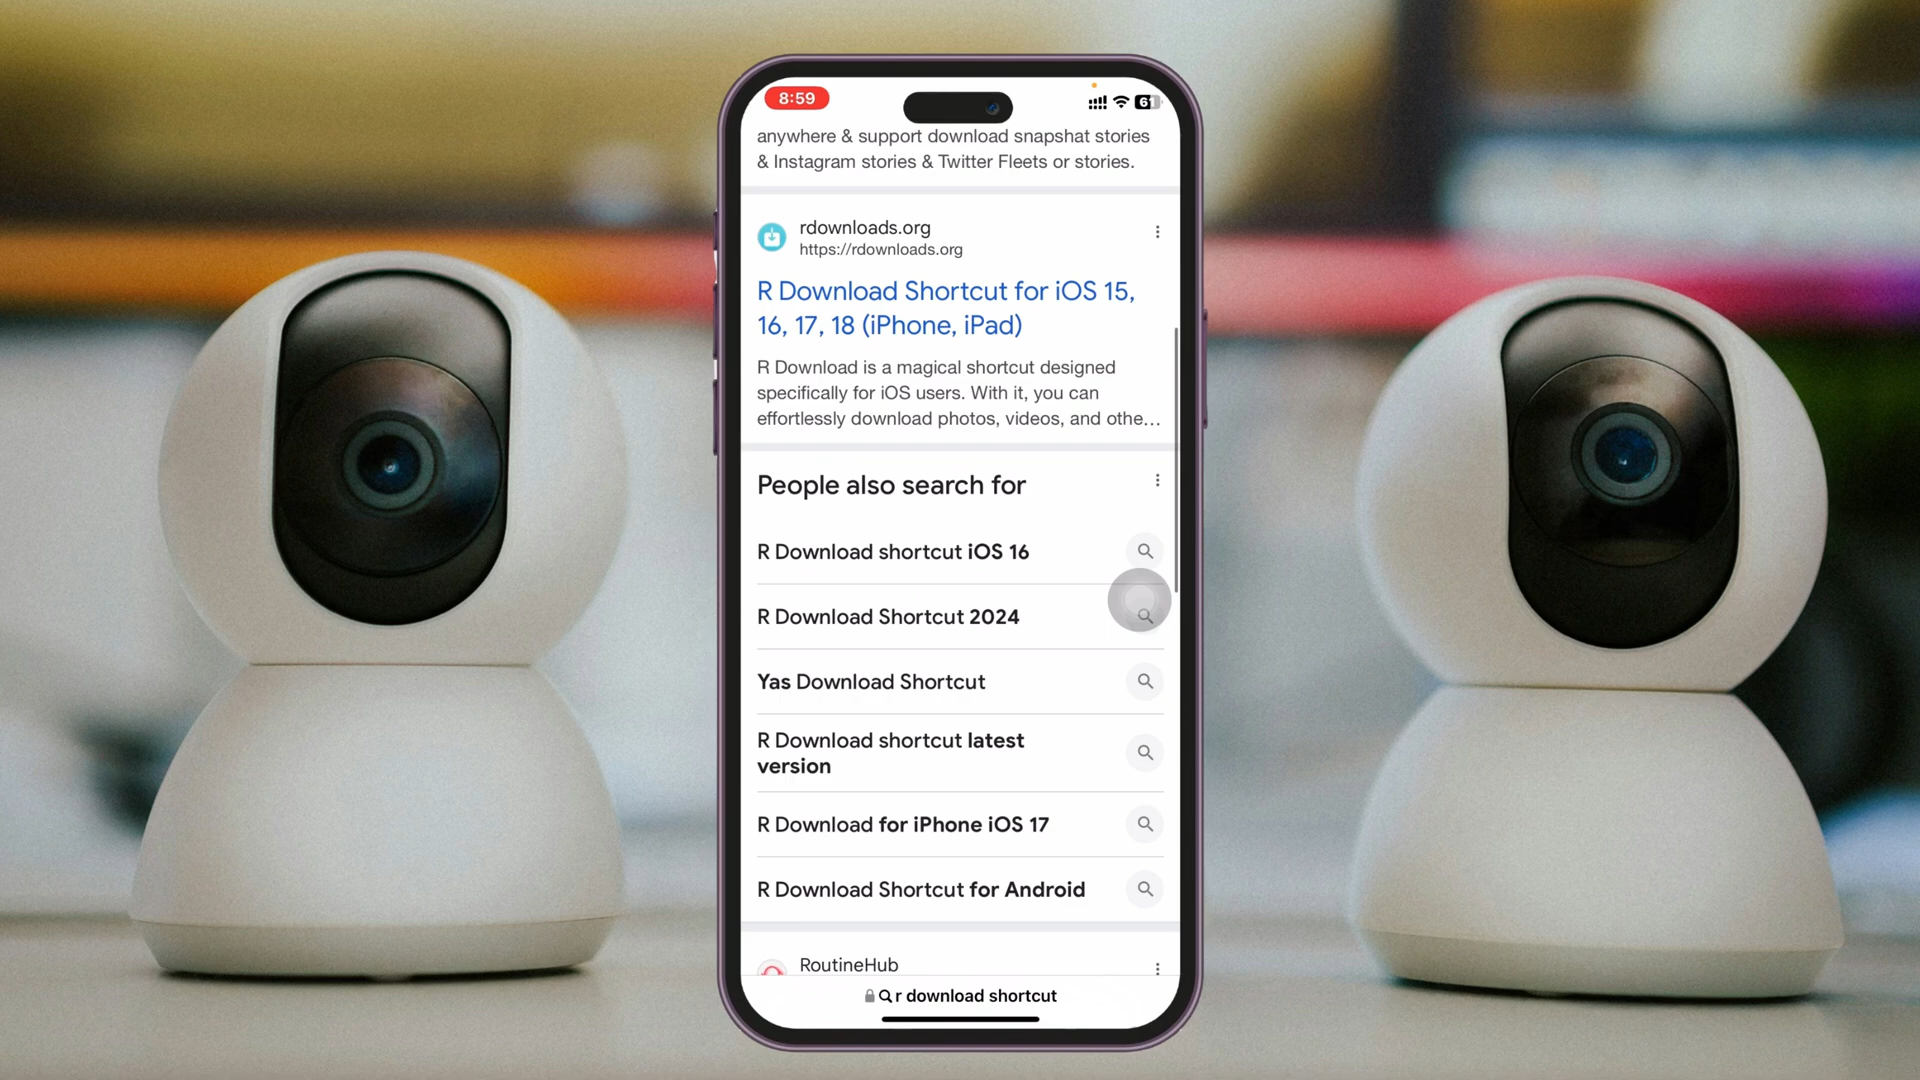 8:59
anywhere & support download snapshat stories
& Instagram stories & Twitter Fleets or stories.
rdownloads.org
https://rdownloads.org
R Download Shortcut for iOS 15,
16, 17, 18 (iPhone, iPad)
R Download is a magical shortcut designed
specifically for iOS users. With it, you can
effortlessly download photos, videos, and othe...
People also search for
R Download shortcut iOS 16
R Download Shortcut 2024
Yas Download Shortcut
R Download shortcut latest
version
R Download for iPhone iOS 17
R Download Shortcut for Android
RoutineHub
r download shortcut